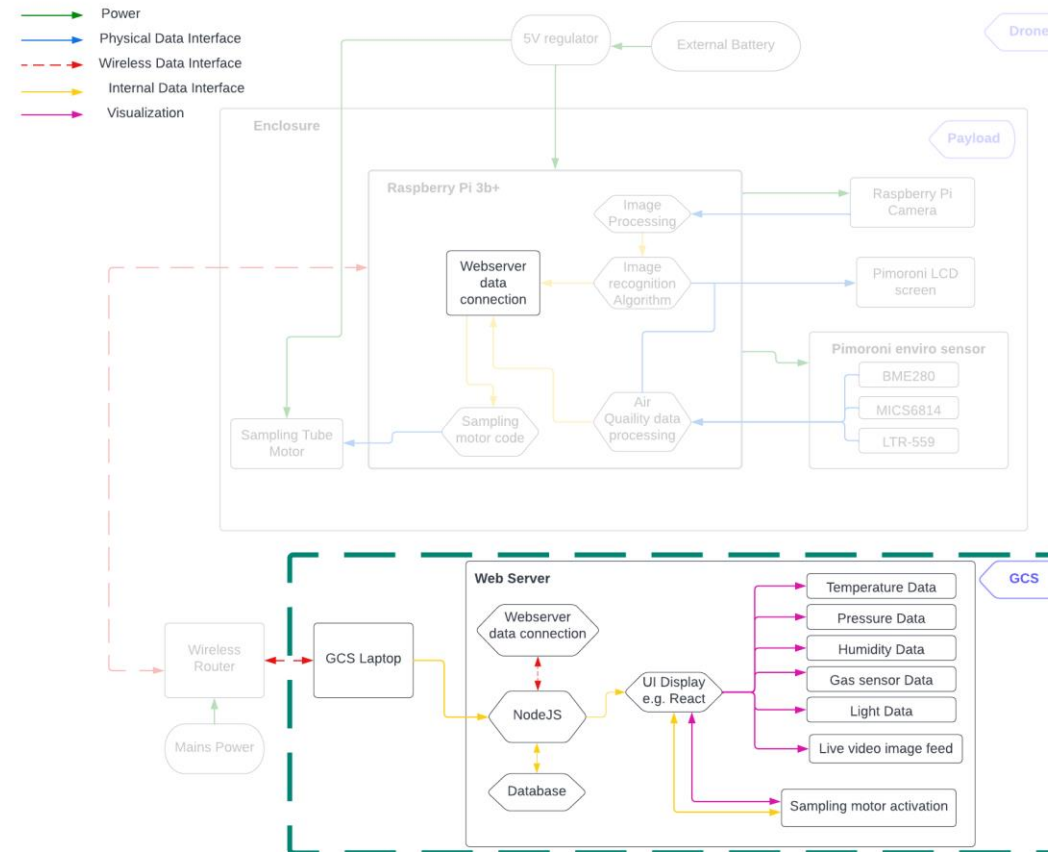 Power
Physical Data Interface
Wireless Data Interface
Internal Data Interface
Visualization
5V regulator
External Battery
Drone
Enclosure
Payload
Raspberry Pi 3b+
Image
Processing
Raspberry Pi
Camera
Webserver
data
connection
Image
recognition
Algorithm
Pimoroni LCD
screen
Pimoroni enviro sensor
BME280
MICS6814
LTR-559
Sampling Tube
Motor
Sampling
motor code
Air
Quaility data
processing
Web Server
GCS
Webserver
data connection
Temperature Data
Pressure Data
Humidity Data
Gas sensor Data
Light Data
Live video image feed
Sampling motor activation
Wireless
Router
GCS Laptop
UI Display
e.g. React
NodeJS
Database
Mains Power